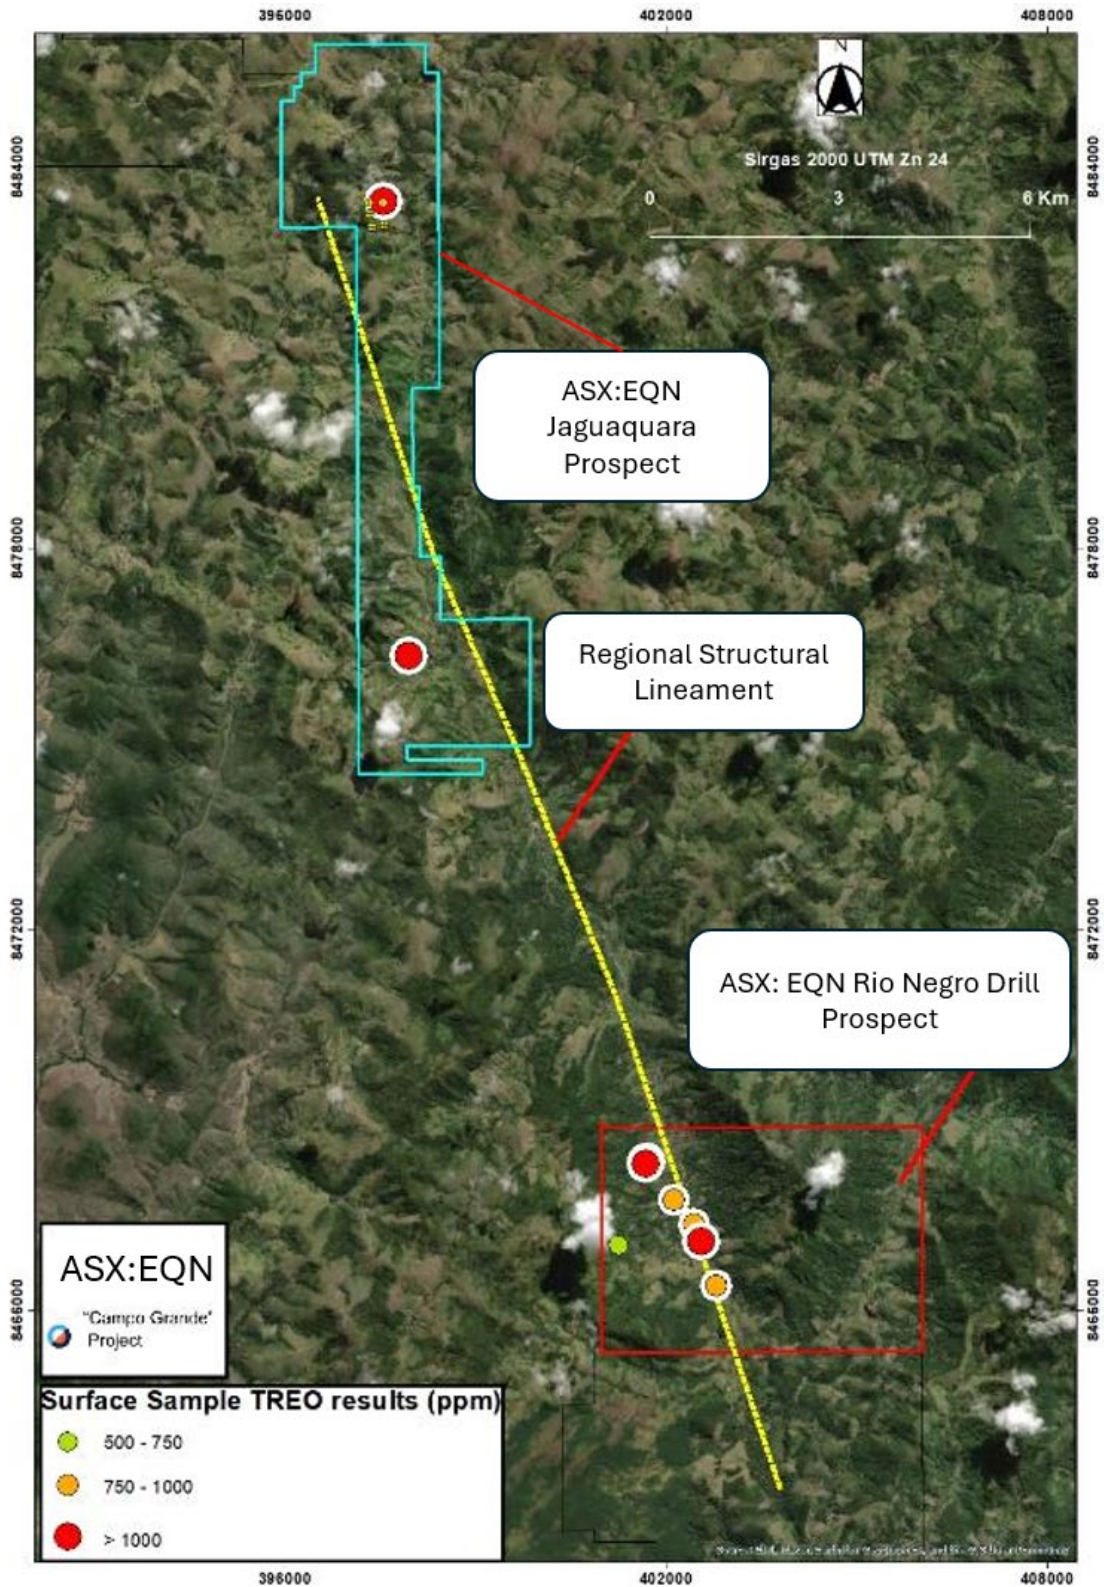 396000
402000
408000
N
8484000
8484000
Sirgas 2000 UTM Zn 24
0 3 6 Km
ASX:EQN
Jaguaquara
Prospect
8478000
8478000
Regional Structural
Lineament
8472000
8472000
ASX: EQN Rio Negro Drill
Prospect
8466000
8466000
ASX:EQN
"Campo Grande"
Project
Surface Sample TREO results (ppm)
500 - 750
750 - 1000
> 1000
396000
402000
408000